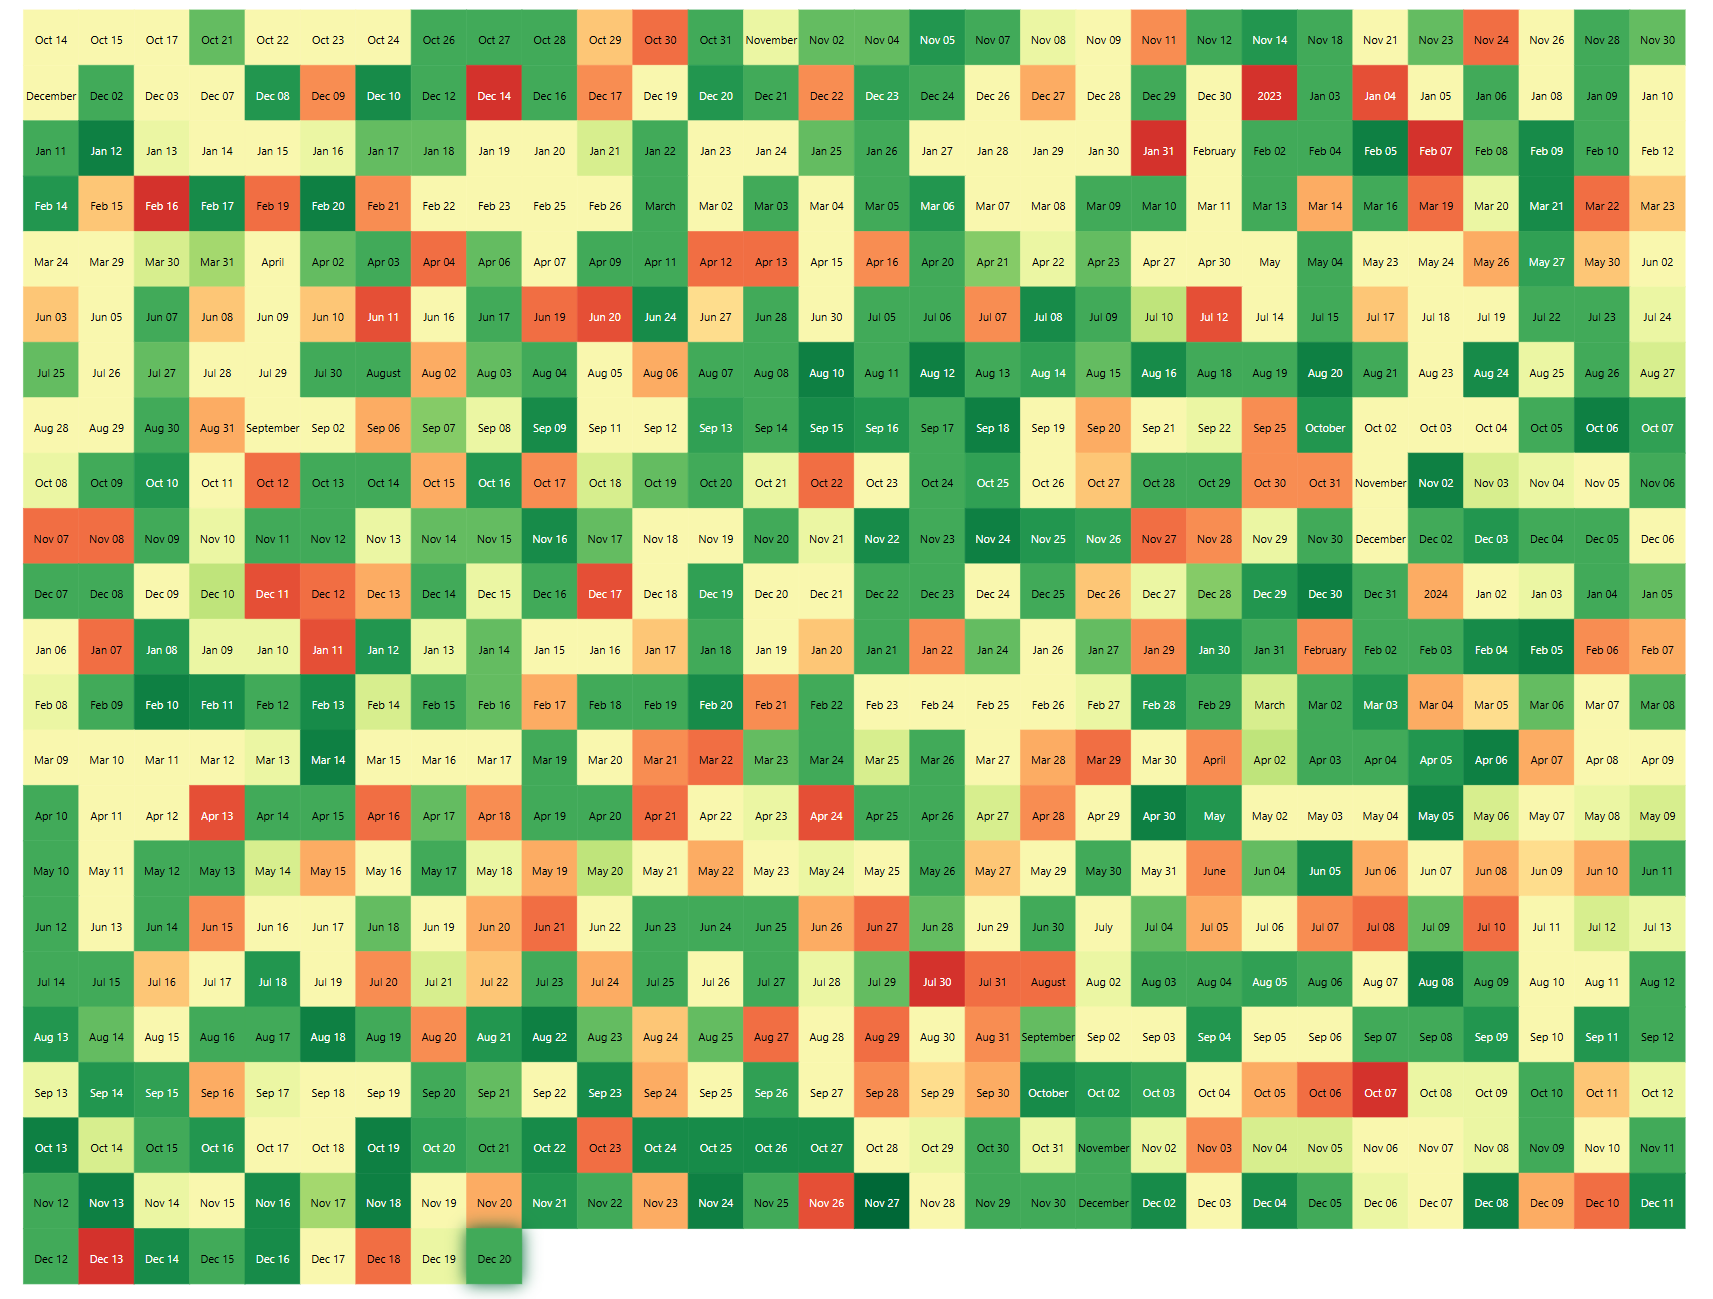 Oct 14 Oct 15 Oct 17 Oct 21 Oct 22 Oct 23 Oct 24 Oct 26 Oct 27 Oct 28 Oct 29 Oct 30 Oct 31 November Nov 02 Nov 04 Nov 05 Nov 07 Nov 08 Nov 09 Nov 11 Nov 12 Nov 14 Nov 18 Nov 21 Nov 23 Nov 24 Nov 26 Nov 28 Nov 30
December Dec 02 Dec 03 Dec 07 Dec 08 Dec 09 Dec 10 Dec 12 Dec 14 Dec 16 Dec 17 Dec 19 Dec 20 Dec 21 Dec 22 Dec 23 Dec 24 Dec 26 Dec 27 Dec 28 Dec 29 Dec 30 2023 Jan 03 Jan 04 Jan 05 Jan 06 Jan 08 Jan 09 Jan 10
Jan 11 Jan 12 Jan 13 Jan 14 Jan 15 Jan 16 Jan 17 Jan 18 Jan 19 Jan 20 Jan 21 Jan 22 Jan 23 Jan 24 Jan 25 Jan 26 Jan 27 Jan 28 Jan 29 Jan 30 Jan 31 February Feb 02 Feb 04 Feb 05 Feb 07 Feb 08 Feb 09 Feb 10 Feb 12
Feb 14 Feb 15 Feb 16 Feb 17 Feb 19 Feb 20 Feb 21 Feb 22 Feb 23 Feb 25 Feb 26 March Mar 02 Mar 03 Mar 04 Mar 05 Mar 06 Mar 07 Mar 08 Mar 09 Mar 10 Mar 11 Mar 13 Mar 14 Mar 16 Mar 19 Mar 20 Mar 21 Mar 22 Mar 23
Mar 24 Mar 29 Mar 30 Mar 31 April Apr 02 Apr 03 Apr 04 Apr 06 Apr 07 Apr 09 Apr 11 Apr 12 Apr 13 Apr 15 Apr 16 Apr 20 Apr 21 Apr 22 Apr 23 Apr 27 Apr 30 May May 04 May 23 May 24 May 26 May 27 May 30 Jun 02
Jun 03 Jun 05 Jun 07 Jun 08 Jun 09 Jun 10 Jun 11 Jun 16 Jun 17 Jun 19 Jun 20 Jun 24 Jun 27 Jun 28 Jun 30 Jul 05 Jul 06 Jul 07 Jul 08 Jul 09 Jul 10 Jul 12 Jul 14 Jul 15 Jul 17 Jul 18 Jul 19 Jul 22 Jul 23 Jul 24
Jul 25 Jul 26 Jul 27 Jul 28 Jul 29 Jul 30 August Aug 02 Aug 03 Aug 04 Aug 05 Aug 06 Aug 07 Aug 08 Aug 10 Aug 11 Aug 12 Aug 13 Aug 14 Aug 15 Aug 16 Aug 18 Aug 19 Aug 20 Aug 21 Aug 23 Aug 24 Aug 25 Aug 26 Aug 27
Aug 28 Aug 29 Aug 30 Aug 31 September Sep 02 Sep 06 Sep 07 Sep 08 Sep 09 Sep 11 Sep 12 Sep 13 Sep 14 Sep 15 Sep 16 Sep 17 Sep 18 Sep 19 Sep 20 Sep 21 Sep 22 Sep 25 October Oct 02 Oct 03 Oct 04 Oct 05 Oct 06 Oct 07
Oct 08 Oct 09 Oct 10 Oct 11 Oct 12 Oct 13 Oct 14 Oct 15 Oct 16 Oct 17 Oct 18 Oct 19 Oct 20 Oct 21 Oct 22 Oct 23 Oct 24 Oct 25 Oct 26 Oct 27 Oct 28 Oct 29 Oct 30 Oct 31 November Nov 02 Nov 03 Nov 04 Nov 05 Nov 06
Nov 07 Nov 08 Nov 09 Nov 10 Nov 11 Nov 12 Nov 13 Nov 14 Nov 15 Nov 16 Nov 17 Nov 18 Nov 19 Nov 20 Nov 21 Nov 22 Nov 23 Nov 24 Nov 25 Nov 26 Nov 27 Nov 28 Nov 29 Nov 30 December Dec 02 Dec 03 Dec 04 Dec 05 Dec 06
Dec 07 Dec 08 Dec 09 Dec 10 Dec 11 Dec 12 Dec 13 Dec 14 Dec 15 Dec 16 Dec 17 Dec 18 Dec 19 Dec 20 Dec 21 Dec 22 Dec 23 Dec 24 Dec 25 Dec 26 Dec 27 Dec 28 Dec 29 Dec 30 Dec 31 2024 Jan 02 Jan 03 Jan 04 Jan 05
Jan 06 Jan 07 Jan 08 Jan 09 Jan 10 Jan 11 Jan 12 Jan 13 Jan 14 Jan 15 Jan 16 Jan 17 Jan 18 Jan 19 Jan 20 Jan 21 Jan 22 Jan 24 Jan 26 Jan 27 Jan 29 Jan 30 Jan 31 February Feb 02 Feb 03 Feb 04 Feb 05 Feb 06 Feb 07
Feb 08 Feb 09 Feb 10 Feb 11 Feb 12 Feb 13 Feb 14 Feb 15 Feb 16 Feb 17 Feb 18 Feb 19 Feb 20 Feb 21 Feb 22 Feb 23 Feb 24 Feb 25 Feb 26 Feb 27 Feb 28 Feb 29 March Mar 02 Mar 03 Mar 04 Mar 05 Mar 06 Mar 07 Mar 08
Mar 09 Mar 10 Mar 11 Mar 12 Mar 13 Mar 14 Mar 15 Mar 16 Mar 17 Mar 19 Mar 20 Mar 21 Mar 22 Mar 23 Mar 24 Mar 25 Mar 26 Mar 27 Mar 28 Mar 29 Mar 30 April Apr 02 Apr 03 Apr 04 Apr 05 Apr 06 Apr 07 Apr 08 Apr 09
Apr 10 Apr 11 Apr 12 Apr 13 Apr 14 Apr 15 Apr 16 Apr 17 Apr 18 Apr 19 Apr 20 Apr 21 Apr 22 Apr 23 Apr 24 Apr 25 Apr 26 Apr 27 Apr 28 Apr 29 Apr 30 May May 02 May 03 May 04 May 05 May 06 May 07 May 08 May 09
May 10 May 11 May 12 May 13 May 14 May 15 May 16 May 17 May 18 May 19 May 20 May 21 May 22 May 23 May 24 May 25 May 26 May 27 May 29 May 30 May 31 June Jun 04 Jun 05 Jun 06 Jun 07 Jun 08 Jun 09 Jun 10 Jun 11
Jun 12 Jun 13 Jun 14 Jun 15 Jun 16 Jun 17 Jun 18 Jun 19 Jun 20 Jun 21 Jun 22 Jun 23 Jun 24 Jun 25 Jun 26 Jun 27 Jun 28 Jun 29 Jun 30 July Jul 04 Jul 05 Jul 06 Jul 07 Jul 08 Jul 09 Jul 10 Jul 11 Jul 12 Jul 13
Jul 14 Jul 15 Jul 16 Jul 17 Jul 18 Jul 19 Jul 20 Jul 21 Jul 22 Jul 23 Jul 24 Jul 25 Jul 26 Jul 27 Jul 28 Jul 29 Jul 30 Jul 31 August Aug 02 Aug 03 Aug 04 Aug 05 Aug 06 Aug 07 Aug 08 Aug 09 Aug 10 Aug 11 Aug 12
Aug 13 Aug 14 Aug 15 Aug 16 Aug 17 Aug 18 Aug 19 Aug 20 Aug 21 Aug 22 Aug 23 Aug 24 Aug 25 Aug 27 Aug 28 Aug 29 Aug 30 Aug 31 September Sep 02 Sep 03 Sep 04 Sep 05 Sep 06 Sep 07 Sep 08 Sep 09 Sep 10 Sep 11 Sep 12
Sep 13 Sep 14 Sep 15 Sep 16 Sep 17 Sep 18 Sep 19 Sep 20 Sep 21 Sep 22 Sep 23 Sep 24 Sep 25 Sep 26 Sep 27 Sep 28 Sep 29 Sep 30 October Oct 02 Oct 03 Oct 04 Oct 05 Oct 06 Oct 07 Oct 08 Oct 09 Oct 10 Oct 11 Oct 12
Oct 13 Oct 14 Oct 15 Oct 16 Oct 17 Oct 18 Oct 19 Oct 20 Oct 21 Oct 22 Oct 23 Oct 24 Oct 25 Oct 26 Oct 27 Oct 28 Oct 29 Oct 30 Oct 31 November Nov 02 Nov 03 Nov 04 Nov 05 Nov 06 Nov 07 Nov 08 Nov 09 Nov 10 Nov 11
Nov 12 Nov 13 Nov 14 Nov 15 Nov 16 Nov 17 Nov 18 Nov 19 Nov 20 Nov 21 Nov 22 Nov 23 Nov 24 Nov 25 Nov 26 Nov 27 Nov 28 Nov 29 Nov 30 December Dec 02 Dec 03 Dec 04 Dec 05 Dec 06 Dec 07 Dec 08 Dec 09 Dec 10 Dec 11
Dec 12 Dec 13 Dec 14 Dec 15 Dec 16 Dec 17 Dec 18 Dec 19 Dec 20